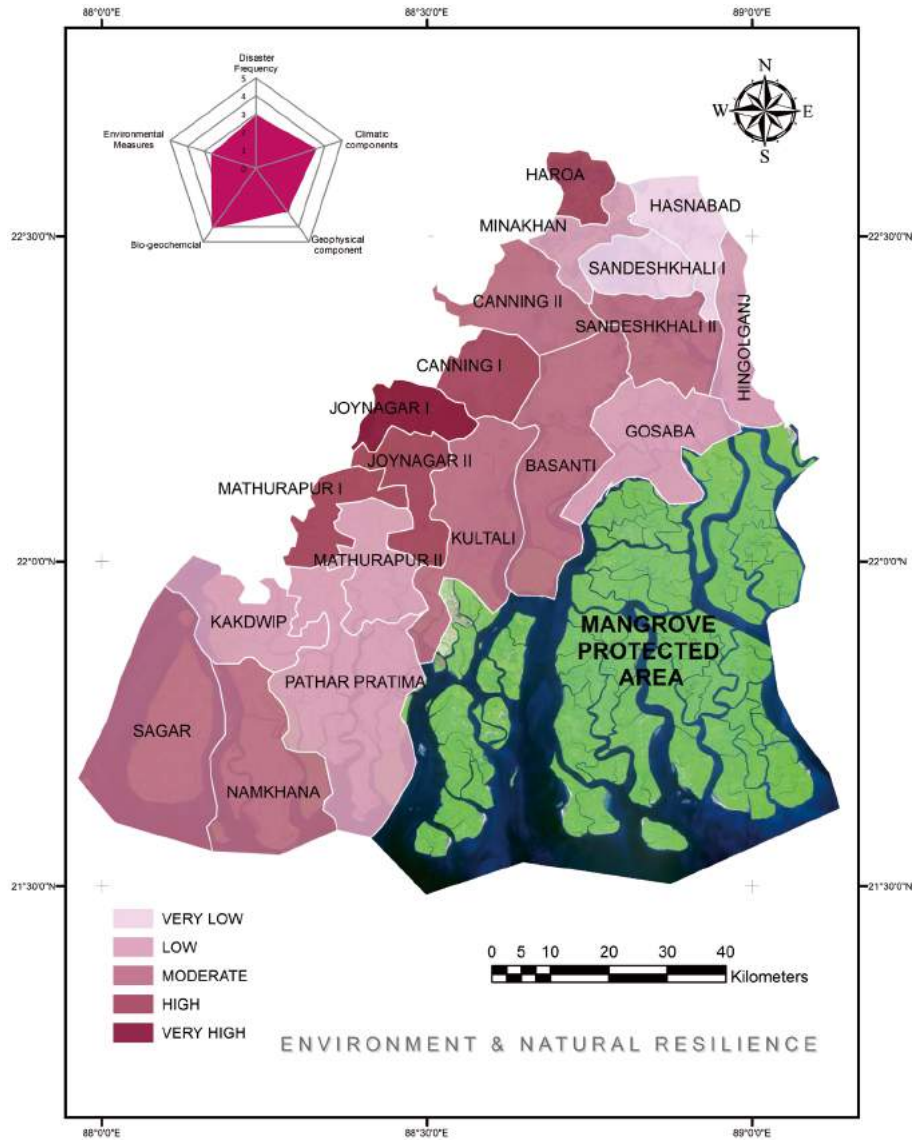 88°0'0"E
88°30'0"E
89°0'0"E
Disaster
Frequency
5
4
3
2
1
0
Environmental
Measures
Climatic
components
Bio-geochemcial
Geophysical
component
N
W
E
S
22°30'0"N
22°30'0"N
HAROA
HASNABAD
MINAKHAN
SANDESHKHALI I
CANNING II
SANDESHKHALI II
HINGOLGANJ
CANNING I
JOYNAGAR I
GOSABA
JOYNAGAR II
BASANTI
MATHURAPUR I
KULTALI
MATHURAPUR II
22°0'0"N
22°0'0"N
KAKDWIP
MANGROVE
PROTECTED
AREA
PATHAR PRATIMA
SAGAR
NAMKHANA
21°30'0"N
21°30'0"N
VERY LOW
LOW
MODERATE
HIGH
VERY HIGH
0 5 10 20 30 40
Kilometers
ENVIRONMENT & NATURAL RESILIENCE
88°0'0"E
88°30'0"E
89°0'0"E